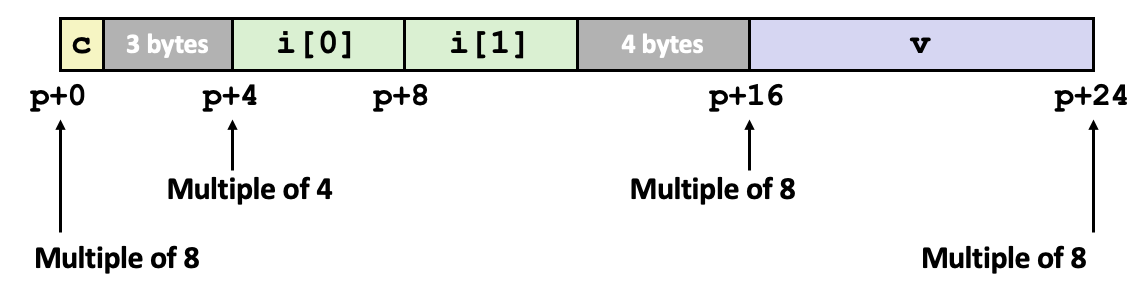 c 3 bytes i[0] i[1] 4 bytes v
p+0 p+4 p+8 p+16 p+24
Multiple of 4 Multiple of 8
Multiple of 8 Multiple of 8